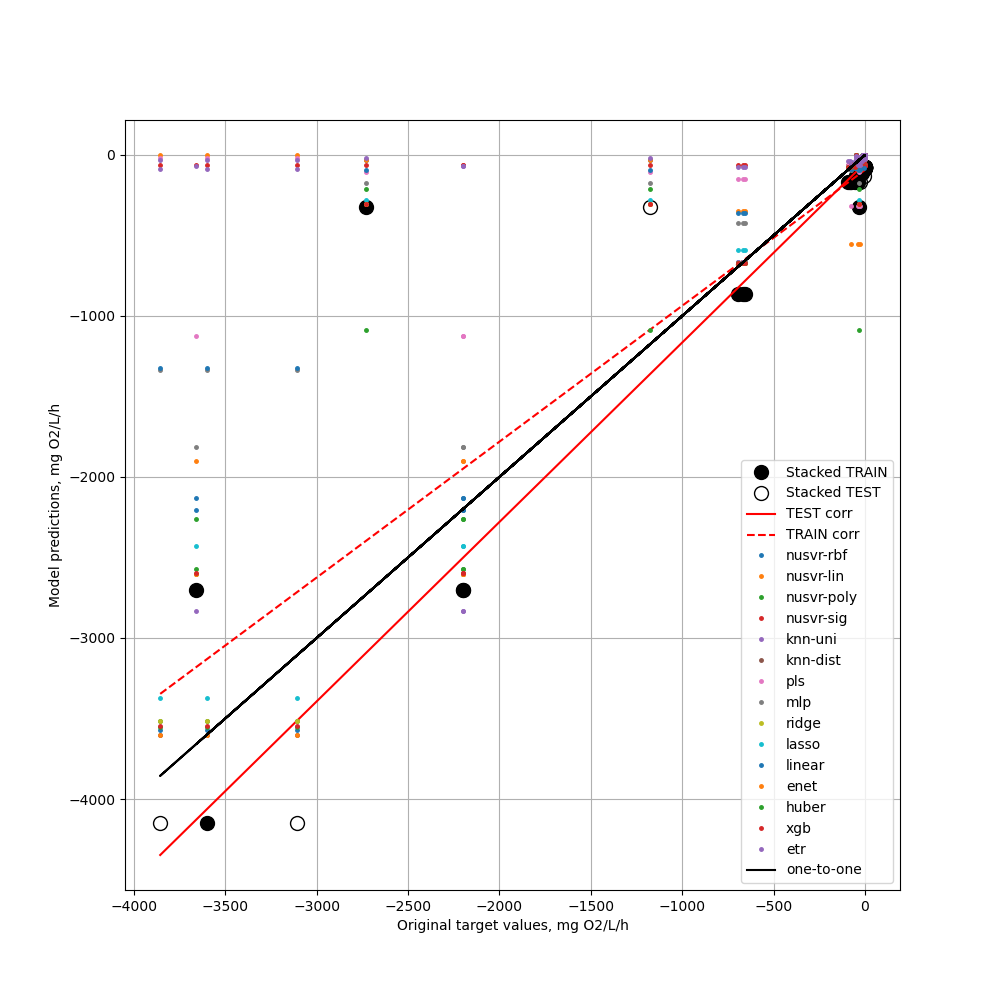 0
−1000
−2000
−3000
−4000
Model predictions, mg O2/L/h
−4000 −3500 −3000 −2500 −2000 −1500 −1000 −500 0
Original target values, mg O2/L/h
Stacked TRAIN
Stacked TEST
TEST corr
TRAIN corr
nusvr-rbf
nusvr-lin
nusvr-poly
nusvr-sig
knn-uni
knn-dist
pls
mlp
ridge
lasso
linear
enet
huber
xgb
etr
one-to-one